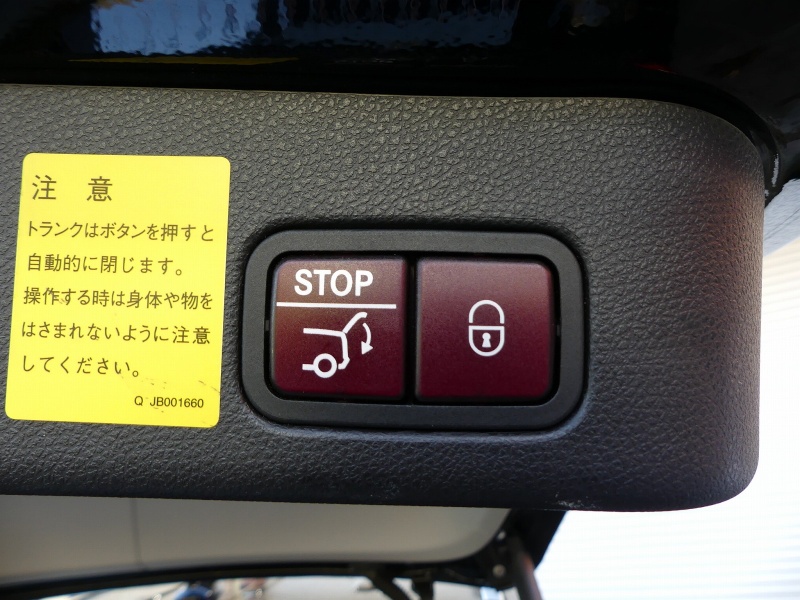 注 意
トランクはボタンを押すと
自動的に閉じます。
操作する時は身体や物を
はさまれないように注意
してください。
Q JB001660
STOP